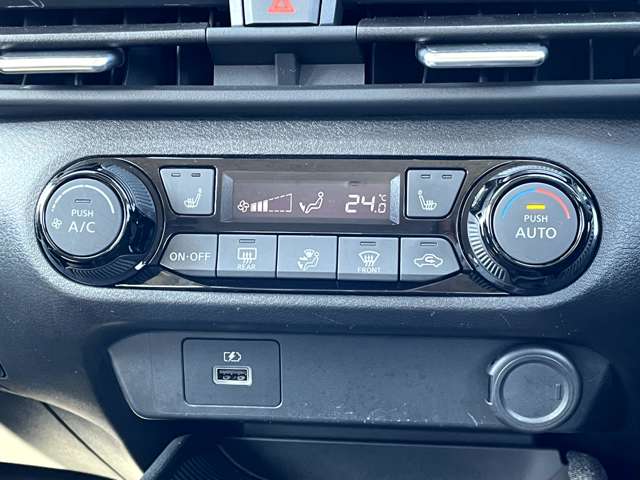 PUSH
A/C
24.0
°C
PUSH
AUTO
ON·OFF
REAR
FRONT